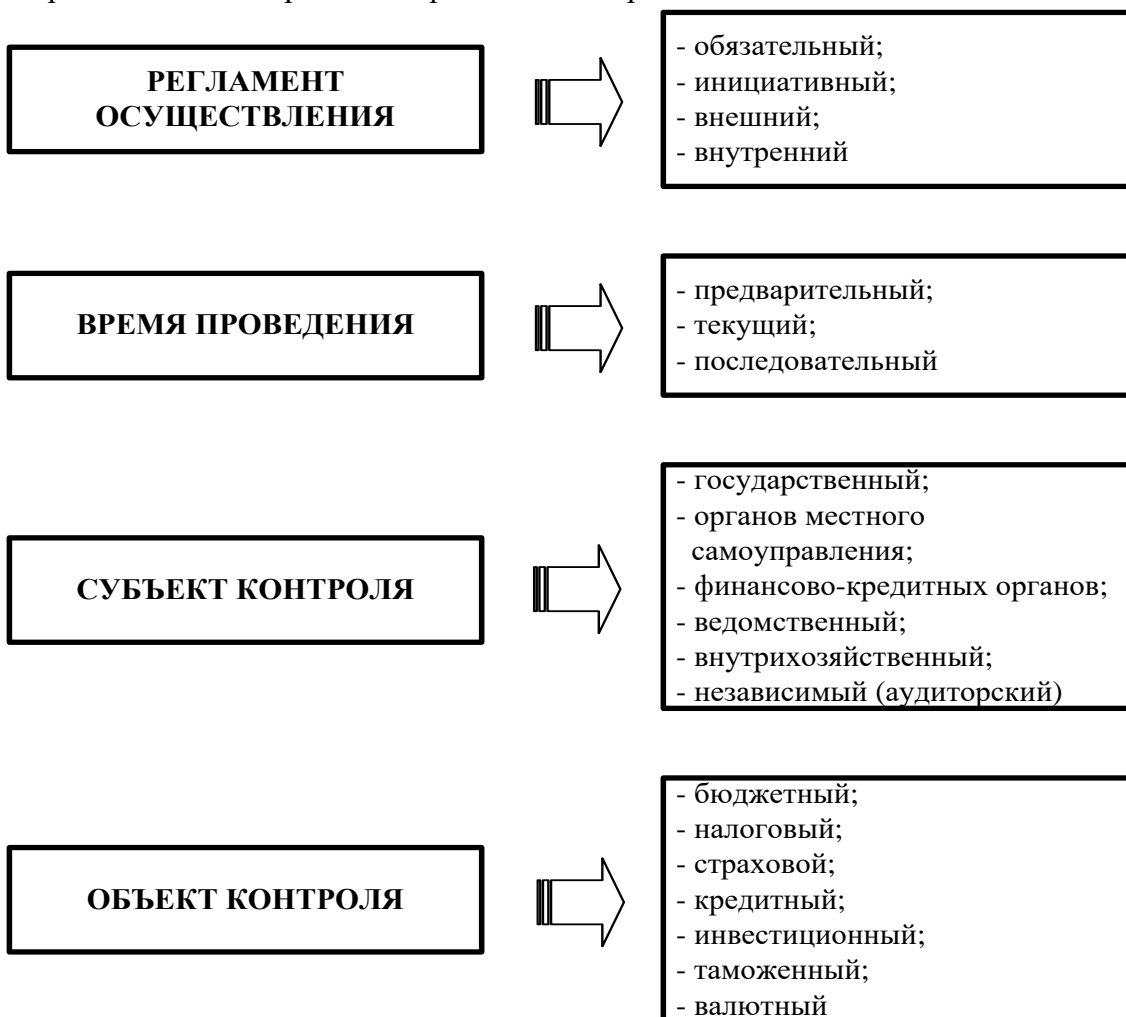 РЕГЛАМЕНТ
ОСУЩЕСТВЛЕНИЯ
- обязательный;
- инициативный;
- внешний;
- внутренний
ВРЕМЯ ПРОВЕДЕНИЯ
- предварительный;
- текущий;
- последовательный
СУБЪЕКТ КОНТРОЛЯ
- государственный;
- органов местного
самоуправления;
- финансово-кредитных органов;
- ведомственный;
- внутрихозяйственный;
- независимый (аудиторский)
ОБЪЕКТ КОНТРОЛЯ
- бюджетный;
- налоговый;
- страховой;
- кредитный;
- инвестиционный;
- таможенный;
- валютный